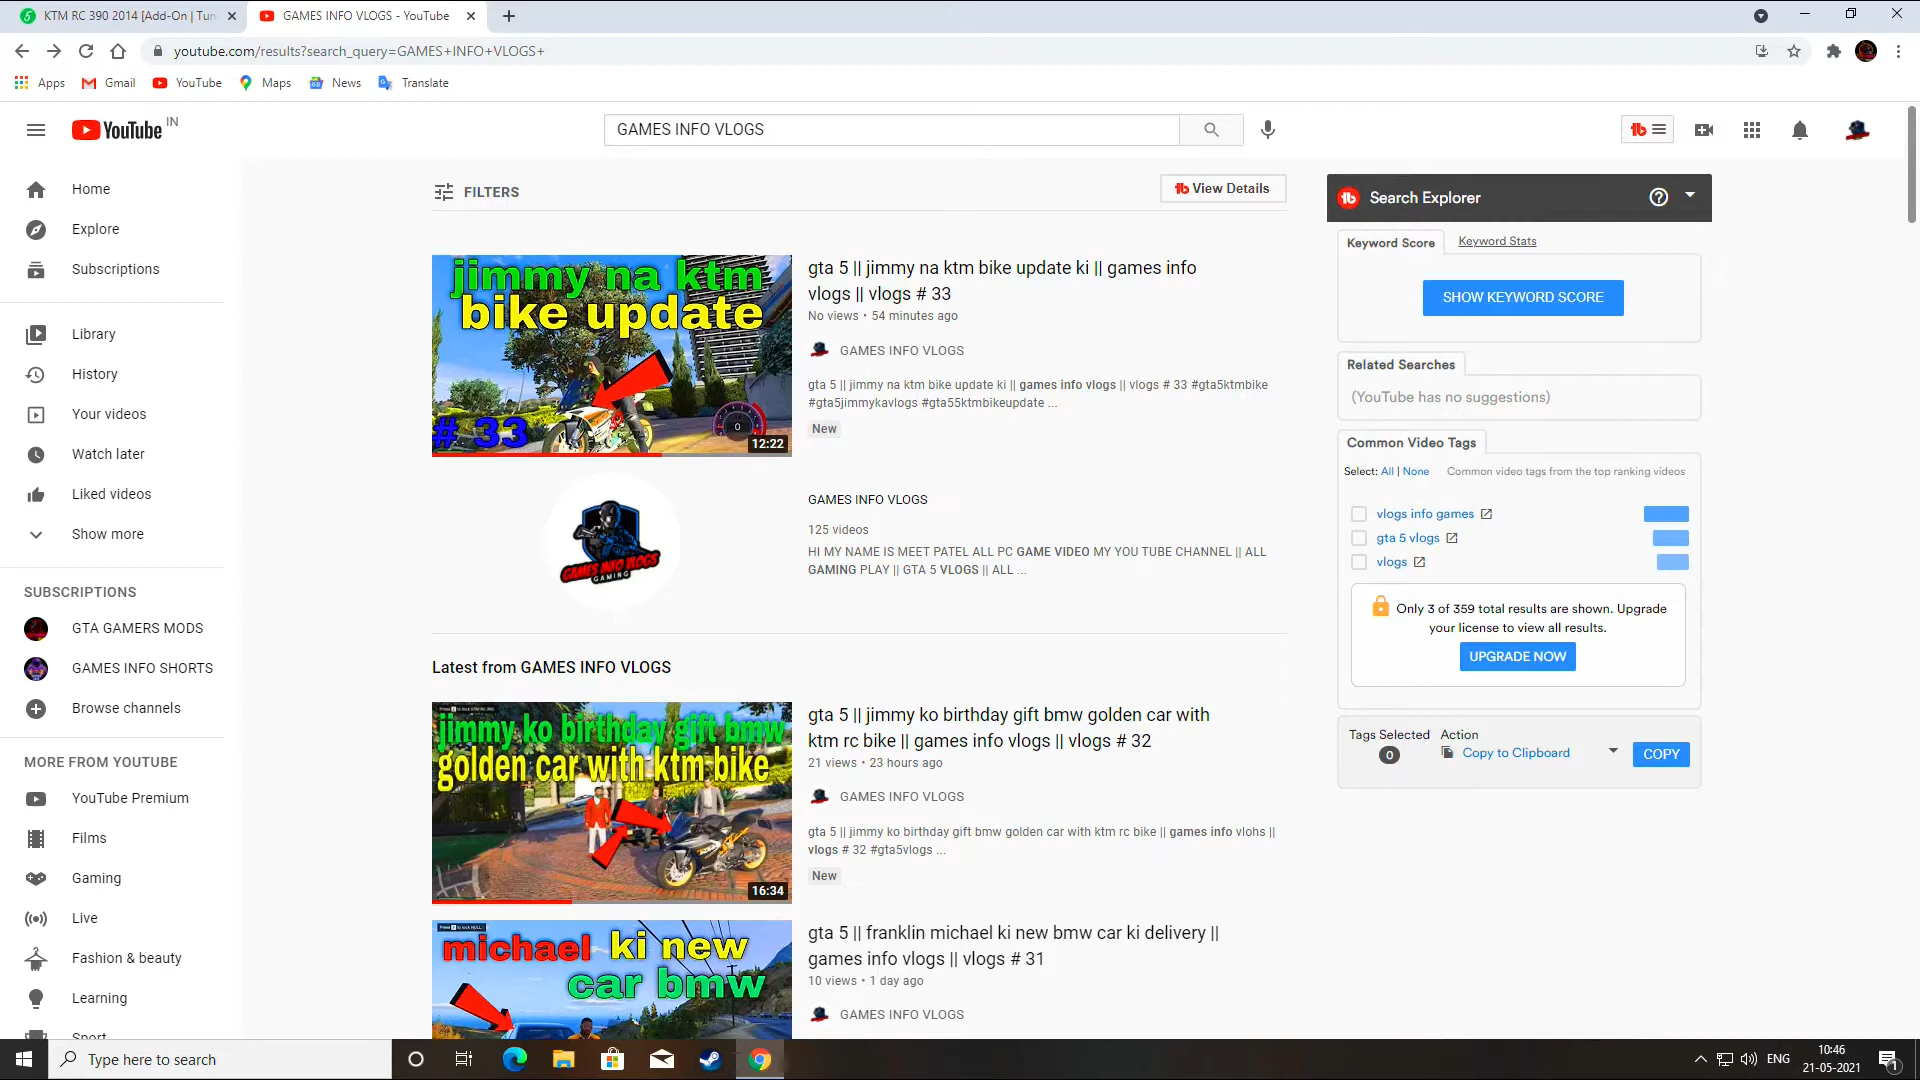 KTM RC 390 2014 [Add-On | Tun
GAMES INFO VLOGS - YouTube
youtube.com/results?search_query=GAMES+INFO+VLOGS+
Apps
Gmail
YouTube
Maps
News
Translate
YouTube IN
GAMES INFO VLOGS
Home
Explore
Subscriptions
Library
History
Your videos
Watch later
Liked videos
Show more
SUBSCRIPTIONS
GTA GAMERS MODS
GAMES INFO SHORTS
Browse channels
MORE FROM YOUTUBE
YouTube Premium
Films
Gaming
Live
Fashion & beauty
Learning
Sport
FILTERS
View Details
jimmy na ktm
bike update
# 33
0
12:22
gta 5 || jimmy na ktm bike update ki || games info
vlogs || vlogs # 33
No views • 54 minutes ago
GAMES INFO VLOGS
gta 5 || jimmy na ktm bike update ki || games info vlogs || vlogs # 33 #gta5ktmbike
#gta5jimmykavlogs #gta55ktmbikeupdate ...
New
GAMES INFO VLOGS
GAMING
GAMES INFO VLOGS
125 videos
HI MY NAME IS MEET PATEL ALL PC GAME VIDEO MY YOU TUBE CHANNEL || ALL
GAMING PLAY || GTA 5 VLOGS || ALL ...
Latest from GAMES INFO VLOGS
jimmy ko birthday gift bmw
golden car with ktm bike
16:34
gta 5 || jimmy ko birthday gift bmw golden car with
ktm rc bike || games info vlogs || vlogs # 32
21 views • 23 hours ago
GAMES INFO VLOGS
gta 5 || jimmy ko birthday gift bmw golden car with ktm rc bike || games info vlohs ||
vlogs # 32 #gta5vlogs ...
New
michael ki new
car bmw
gta 5 || franklin michael ki new bmw car ki delivery ||
games info vlogs || vlogs # 31
10 views • 1 day ago
GAMES INFO VLOGS
Search Explorer
Keyword Score
Keyword Stats
SHOW KEYWORD SCORE
Related Searches
(YouTube has no suggestions)
Common Video Tags
Select: All | None Common video tags from the top ranking videos
vlogs info games
gta 5 vlogs
vlogs
Only 3 of 359 total results are shown. Upgrade
your license to view all results.
UPGRADE NOW
Tags Selected
0
Action
Copy to Clipboard
COPY
Type here to search
ENG
10:46
21-05-2021
1